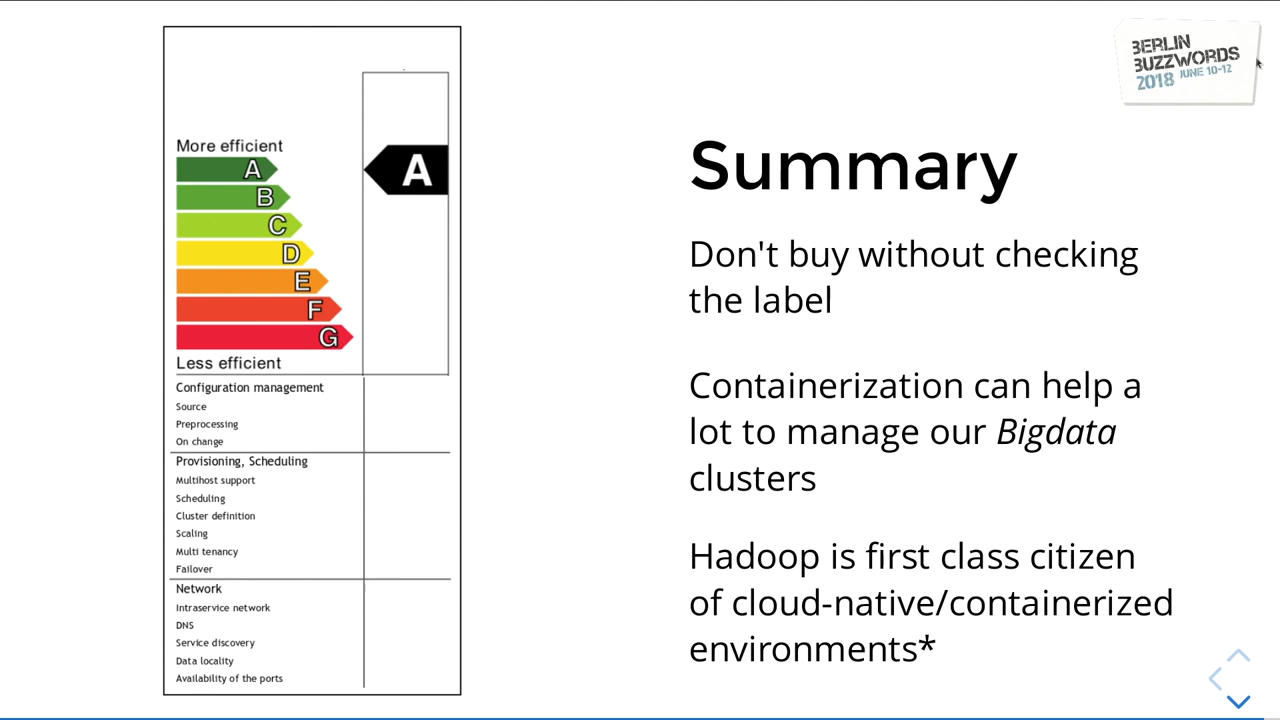 BERLIN
BUZZWORDS
2018 JUNE 10-12
More efficient
A
A
B
C
D
E
F
G
Less efficient
Configuration management
Source
Preprocessing
On change
Provisioning, Scheduling
Multihost support
Scheduling
Cluster definition
Scaling
Multi tenancy
Failover
Network
Intraservice network
DNS
Service discovery
Data locality
Availability of the ports
Summary
Don't buy without checking
the label
Containerization can help a
lot to manage our Bigdata
clusters
Hadoop is first class citizen
of cloud-native/containerized
environments*